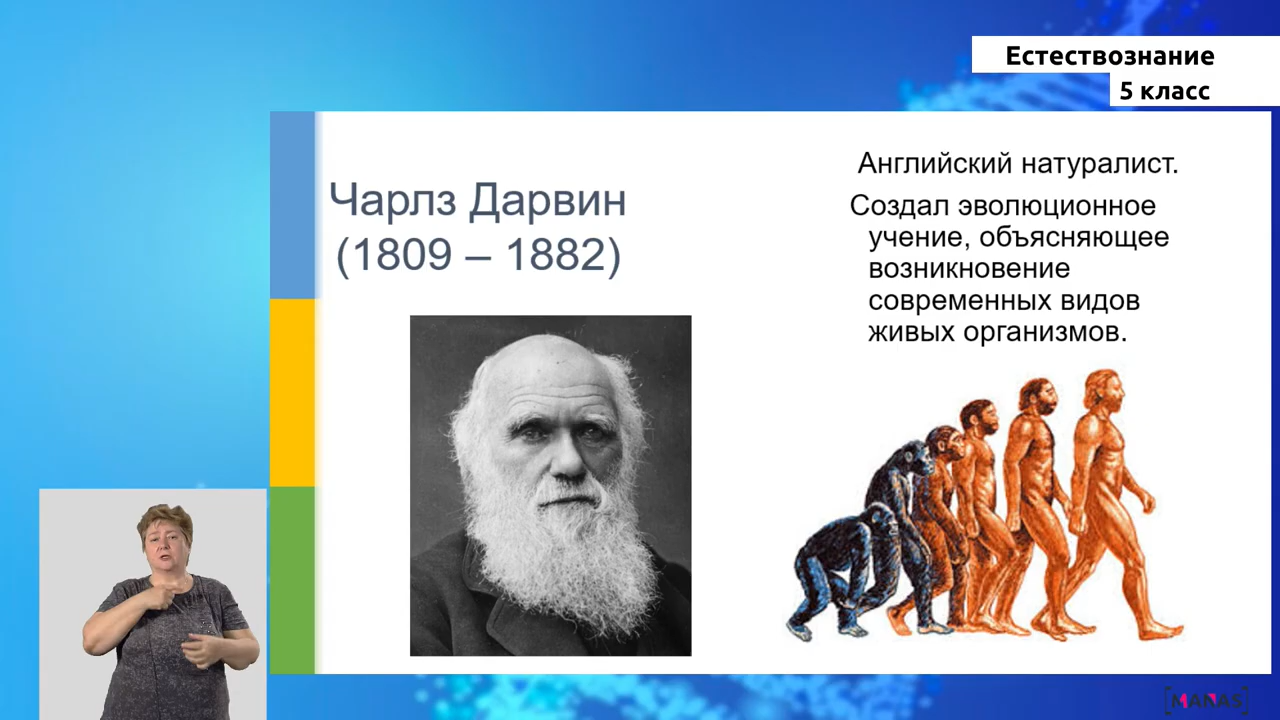 Естествознание
5 класс
Чарлз Дарвин
(1809 – 1882)
Английский натуралист.
Создал эволюционное
учение, объясняющее
возникновение
современных видов
живых организмов.
MANAS